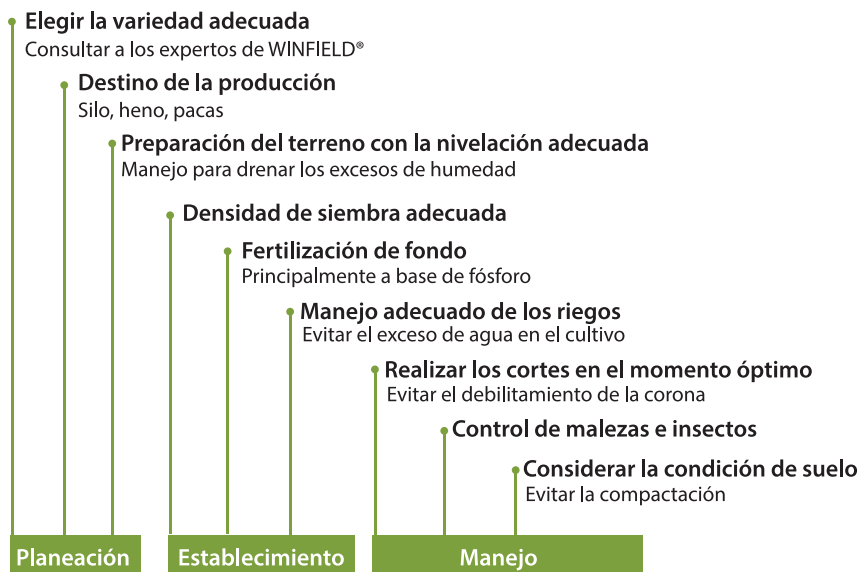 Elegir la variedad adecuada
Consultar a los expertos de WINFIELD®
Destino de la producción
Silo, heno, pacas
Preparación del terreno con la nivelación adecuada
Manejo para drenar los excesos de humedad
Densidad de siembra adecuada
Fertilización de fondo
Principalmente a base de fósforo
Manejo adecuado de los riegos
Evitar el exceso de agua en el cultivo
Realizar los cortes en el momento óptimo
Evitar el debilitamiento de la corona
Control de malezas e insectos
Considerar la condición de suelo
Evitar la compactación
Planeación
Establecimiento
Manejo